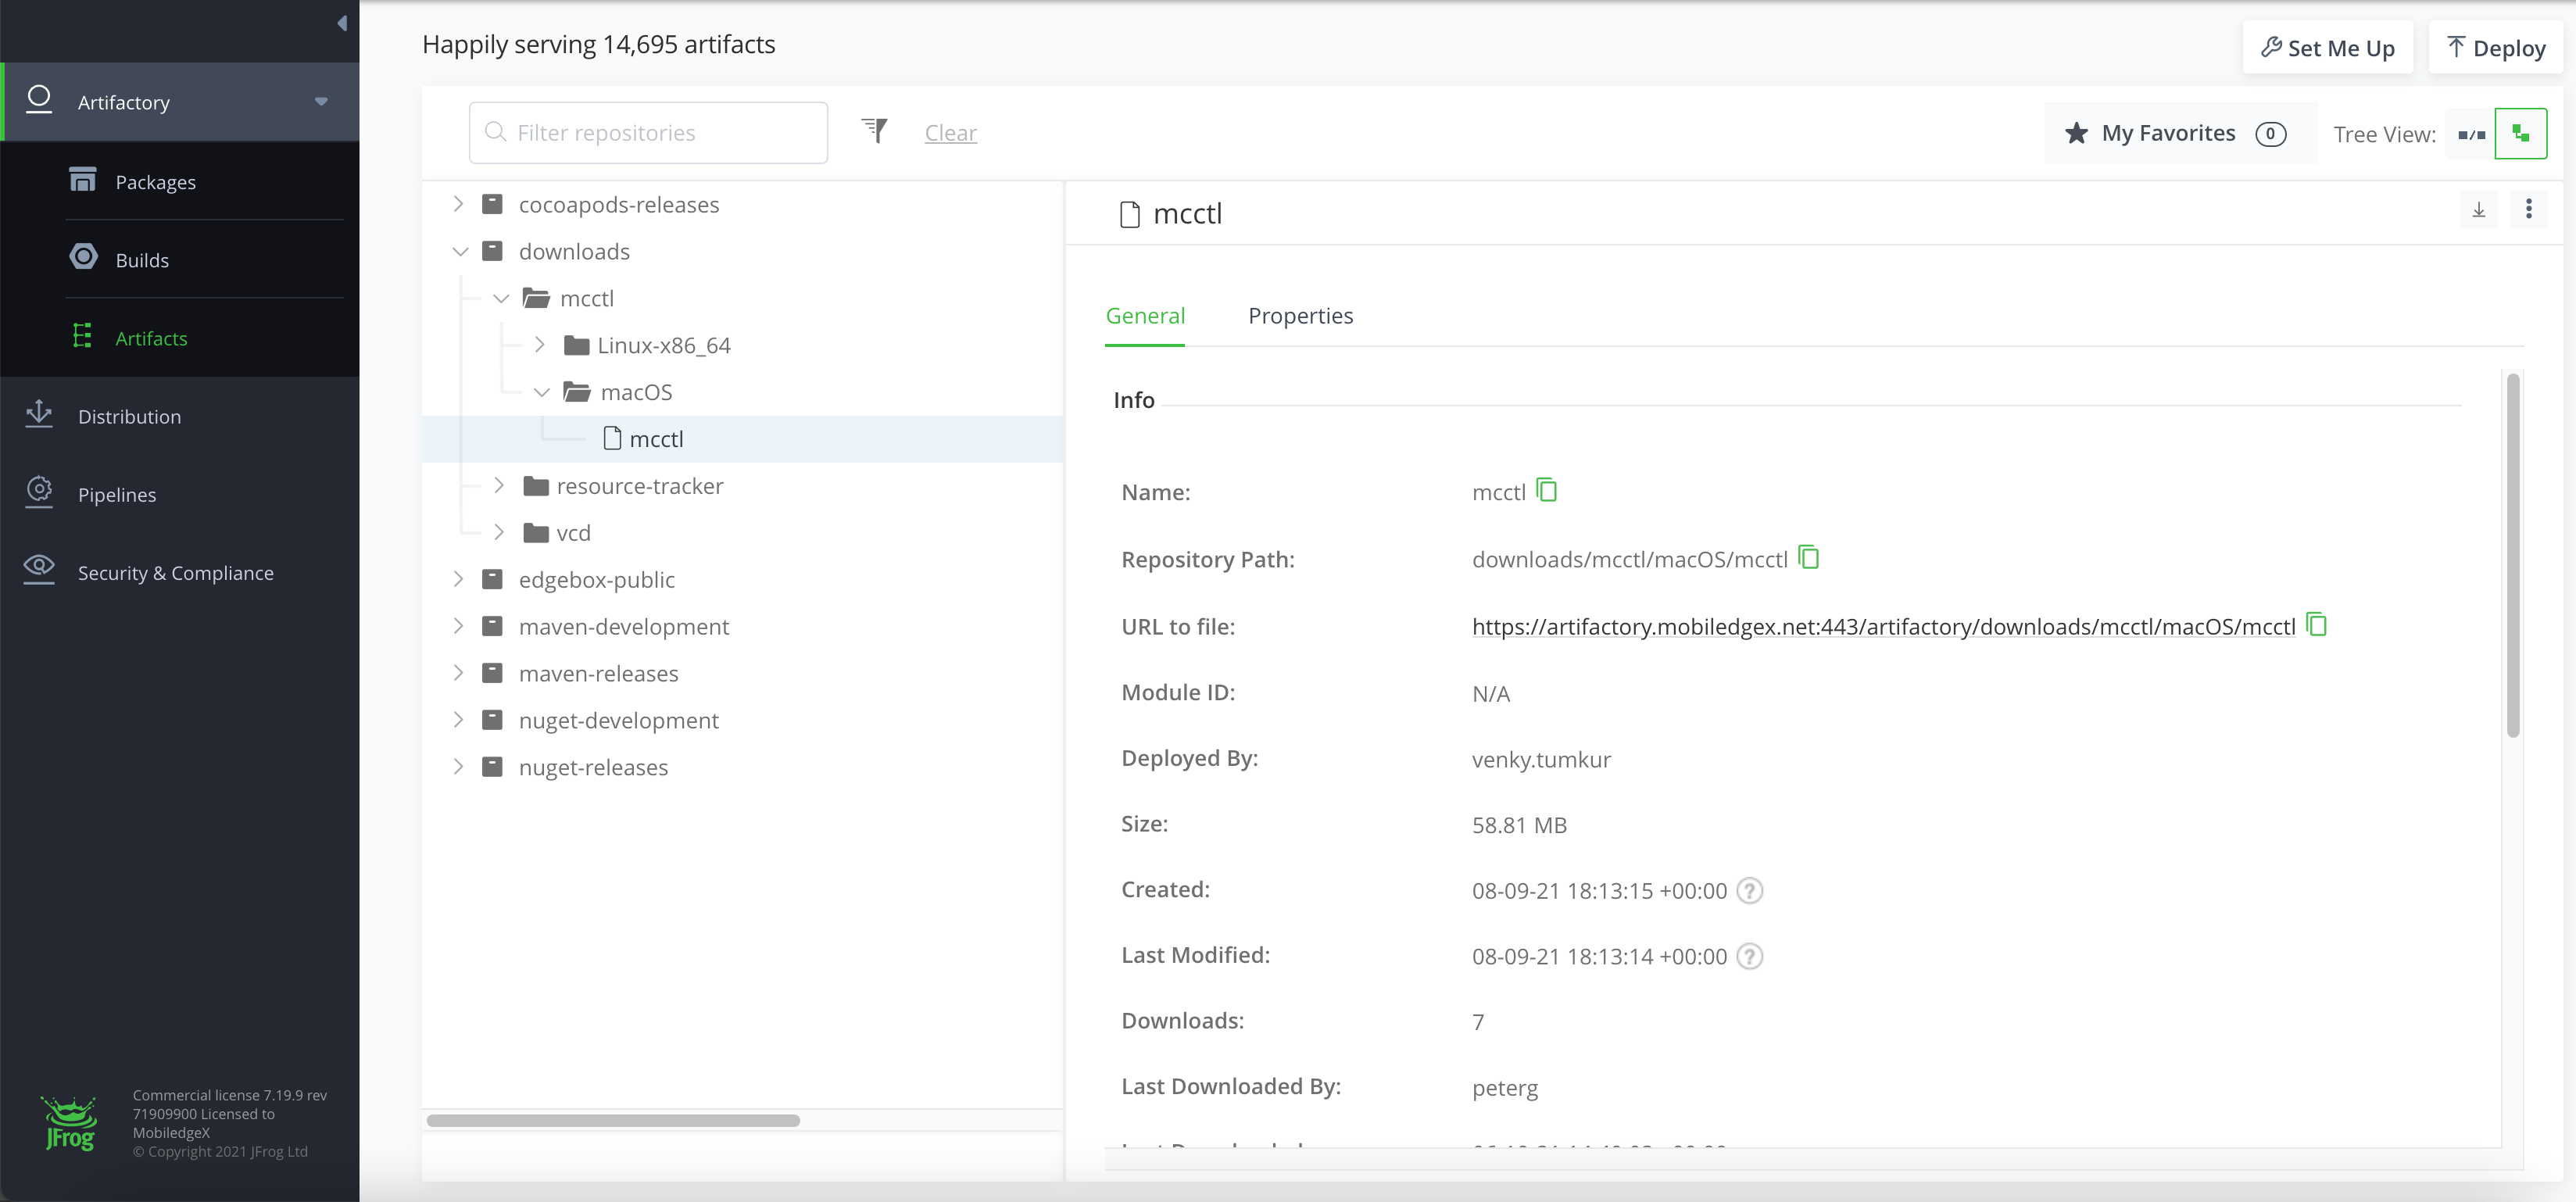 Happily serving 14,695 artifacts
Set Me Up
Deploy
Artifactory
Packages
Builds
Artifacts
Distribution
Pipelines
Security & Compliance
JFrog
Commercial license 7.19.9 rev
71909900 Licensed to
MobiledgeX
© Copyright 2021 JFrog Ltd
Filter repositories
Clear
My Favorites 0
Tree View:
cocoapods-releases
downloads
mcctl
Linux-x86_64
macOS
mcctl
resource-tracker
vcd
edgebox-public
maven-development
maven-releases
nuget-development
nuget-releases
mcctl
General
Properties
Info
Name: mcctl
Repository Path: downloads/mcctl/macOS/mcctl
URL to file: https://artifactory.mobiledgex.net:443/artifactory/downloads/mcctl/macOS/mcctl
Module ID: N/A
Deployed By: venky.tumkur
Size: 58.81 MB
Created: 08-09-21 18:13:15 +00:00 ?
Last Modified: 08-09-21 18:13:14 +00:00 ?
Downloads: 7
Last Downloaded By: peterg